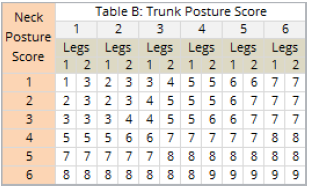 Neck Posture Score Table B: Trunk Posture Score
1 2 3 4 5 6
Legs Legs Legs Legs Legs Legs
1 2 1 2 1 2 1 2 1 2 1 2
1 1 3 2 3 3 4 5 5 6 6 7 7
2 2 3 2 3 4 5 5 5 6 7 7 7
3 3 3 3 4 4 5 5 6 6 7 7 7
4 5 5 5 6 6 7 7 7 7 7 8 8
5 7 7 7 7 7 8 8 8 8 8 8 8
6 8 8 8 8 8 8 8 9 9 9 9 9